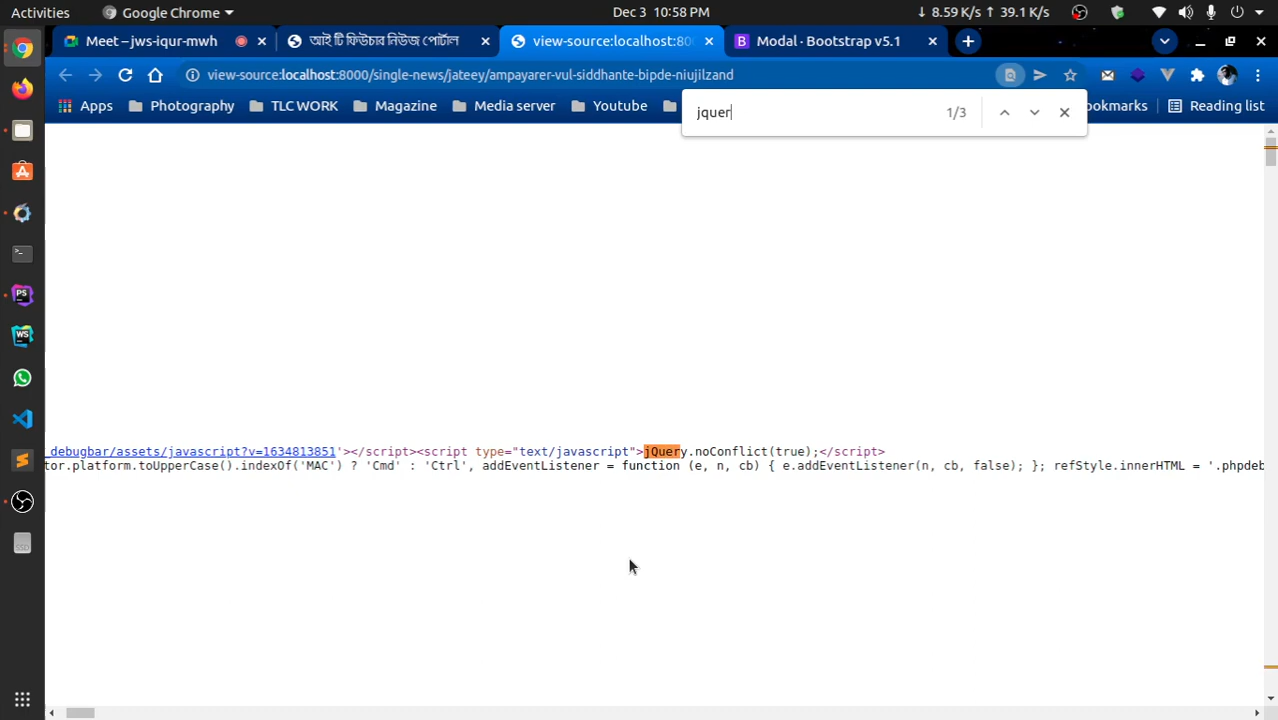 Activities
Google Chrome
Dec 3 10:58 PM
↓ 8.59 K/s ↑ 39.1 K/s
Meet – jws-iqur-mwh
আই টি ফিউচার নিউজ পোর্টাল
view-source:localhost:800
Modal · Bootstrap v5.1
view-source:localhost:8000/single-news/jateey/ampayarer-vul-siddhante-bipde-niujilzand
Apps
Photography
TLC WORK
Magazine
Media server
Youtube
ookmarks
Reading list
jquer
1/3
_debugbar/assets/javascript?v=1634813851'></script><script type="text/javascript">jQuery.noConflict(true);</script>
tor.platform.toUpperCase().indexOf('MAC') ? 'Cmd' : 'Ctrl', addEventListener = function (e, n, cb) { e.addEventListener(n, cb, false); }; refStyle.innerHTML = '.phpdeb
PS
WS
SSD